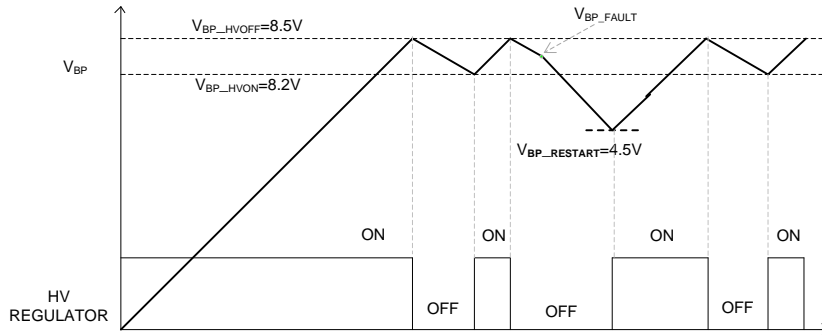 V_BP_HVOFF=8.5V
V_BP_FAULT
V_BP
V_BP_HVON=8.2V
V_BP_RESTART=4.5V
ON
ON
ON
ON
HV
REGULATOR
OFF
OFF
OFF